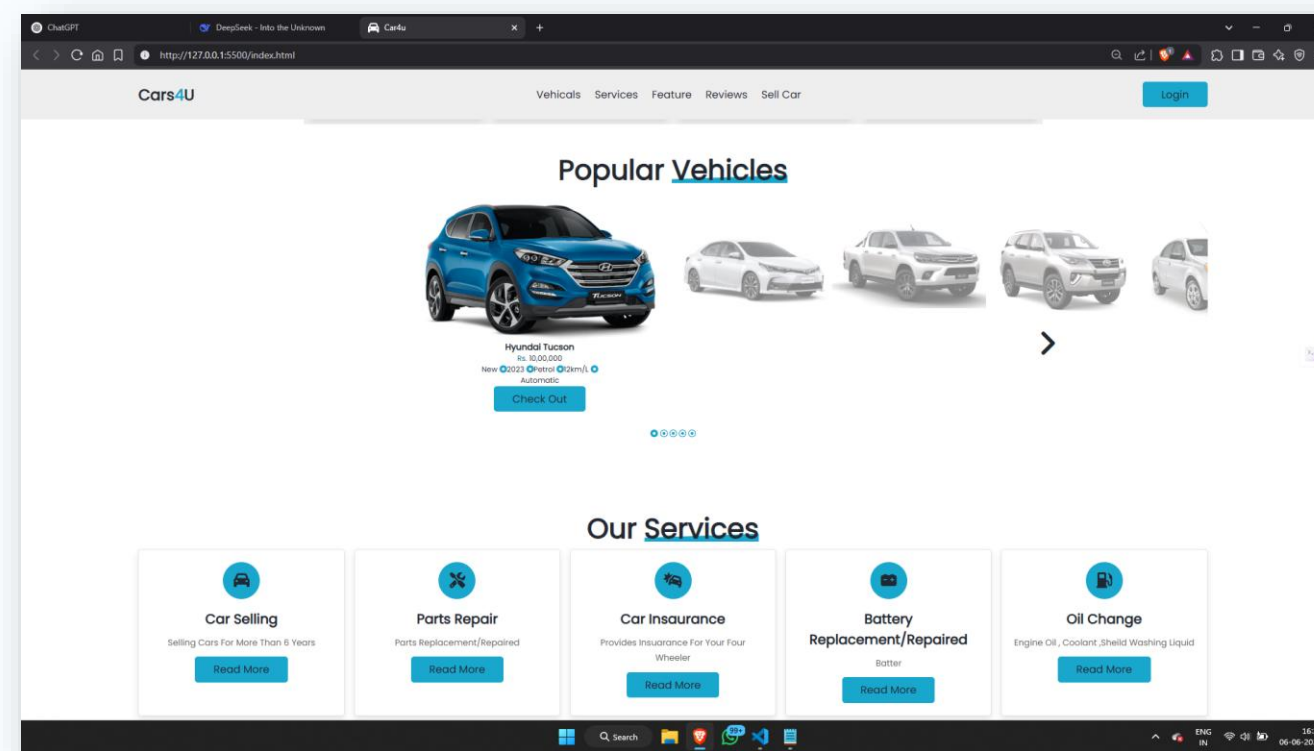 ChatGPT DeepSeek - Into the Unknown Car4u
http://127.0.0.1:5500/index.html
Cars4U Vehicals Services Feature Reviews Sell Car Login
Popular Vehicles
TUCSON
Hyundai Tucson
Rs. 10,00,000
New 2023 Petrol 12km/L
Automatic
Check Out
Our Services
Car Selling
Selling Cars For More Than 6 Years
Read More
Parts Repair
Parts Replacement/Repaired
Read More
Car Insaurance
Provides Insuarance For Your Four
Wheeler
Read More
Battery
Replacement/Repaired
Batter
Read More
Oil Change
Engine Oil , Coolant ,Sheild Washing Liquid
Read More
Search 99+ ENG
IN 06-06-20